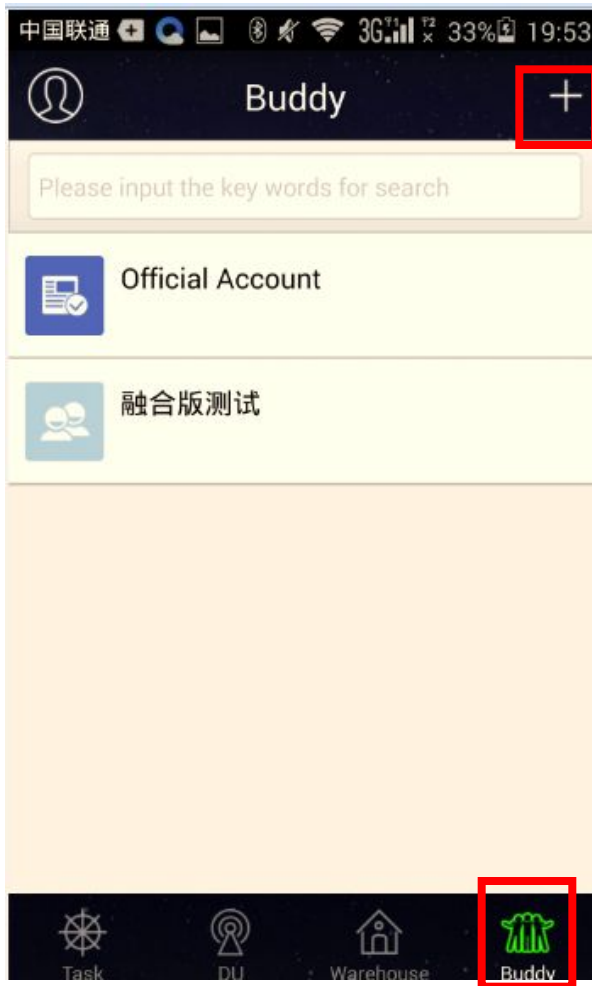 中国联通 3G 33% 19:53
Buddy
Please input the key words for search
Official Account
融合版测试
Task DU Warehouse Buddy